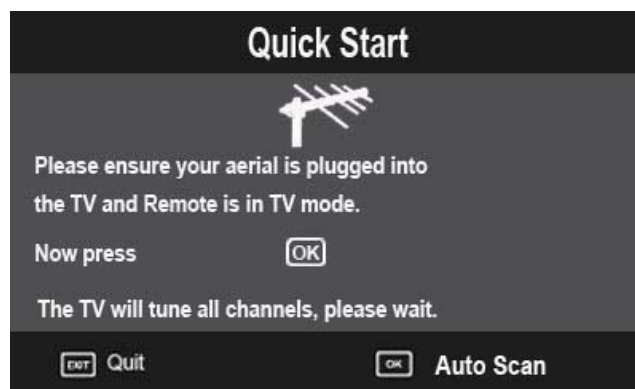 Quick Start
Please ensure your aerial is plugged into
the TV and Remote is in TV mode.
Now press OK
The TV will tune all channels, please wait.
EXIT Quit OK Auto Scan